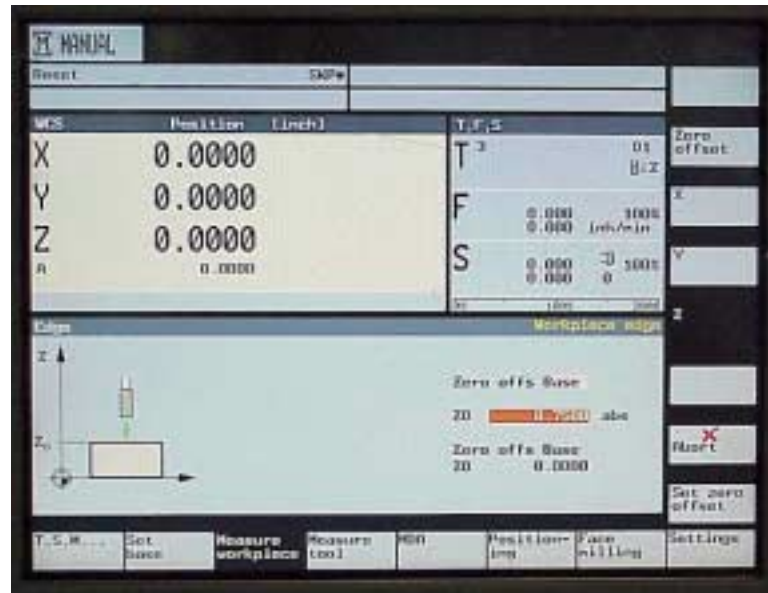 M MANUAL
Reset
WCS Position [inch]
X 0.0000
Y 0.0000
Z 0.0000
A 0.0000
T,F,S
T 3 D1
F 0.000 100%
0.000 inch/min
S 0.000 100%
0.000 0
Zero offset
X
Y
Z
Abort
Set zero offset
Edge Workpiece edge
Z
Z0
Zero offs Base
Z0 abs
Zero offs Base
Z0 0.0000
T,S,M... Set base Measure workpiece Measure tool MDA Position-ing Face milling Settings